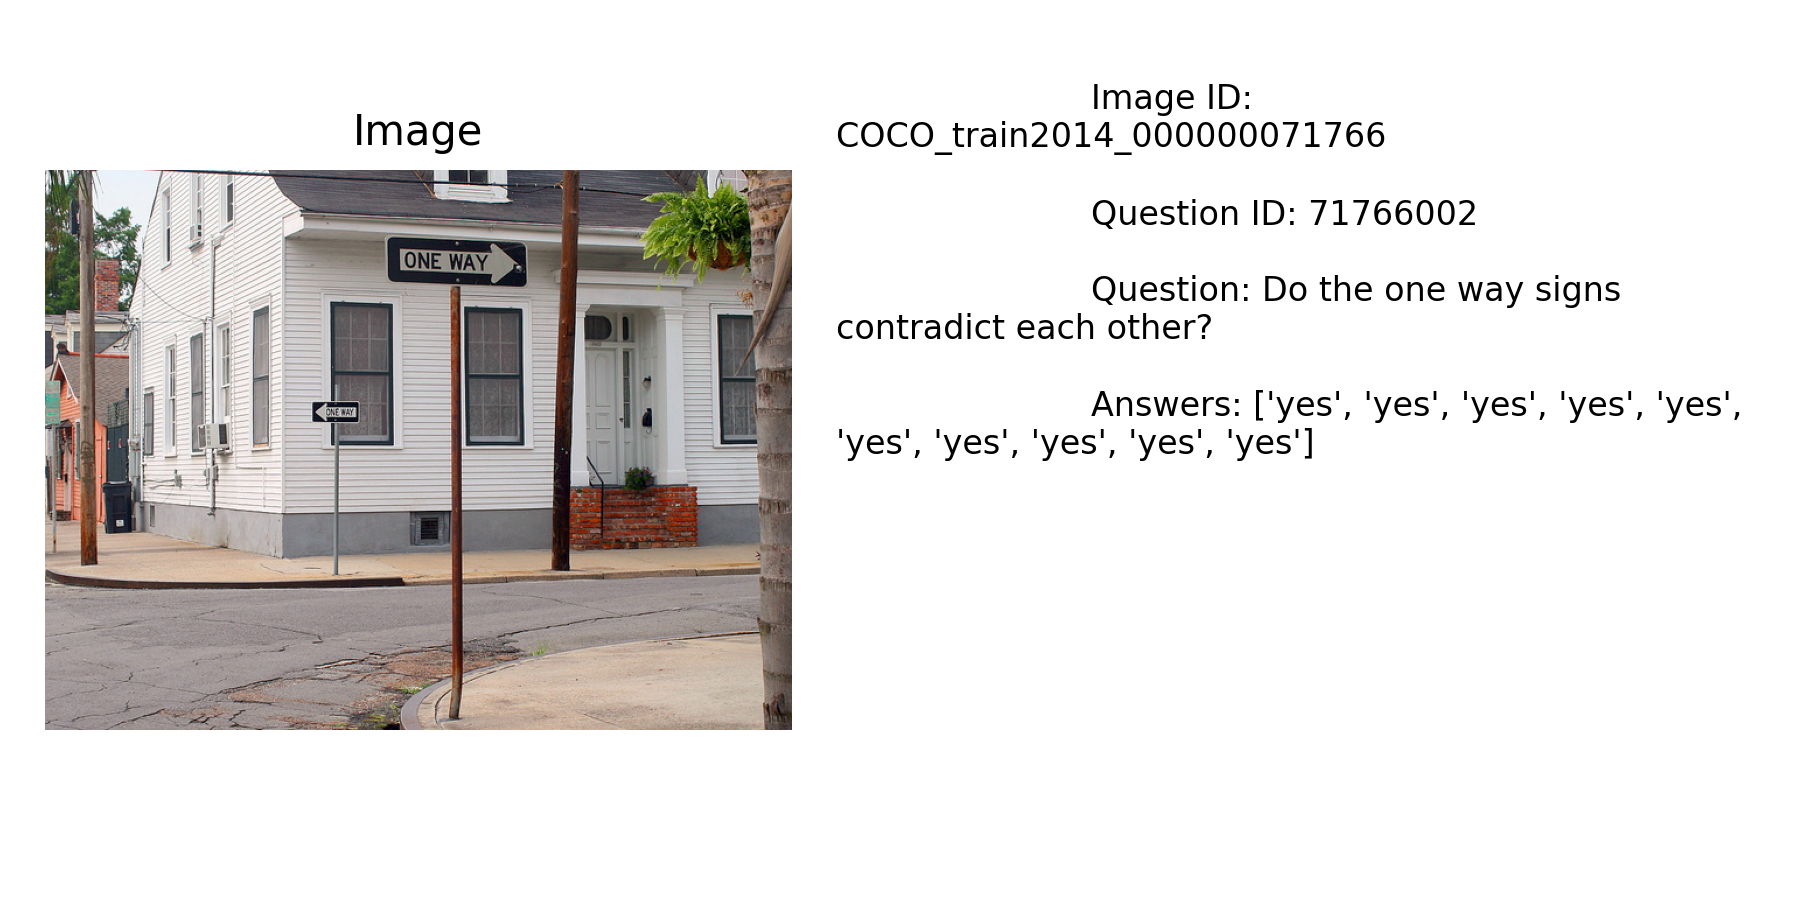 Image
ONE WAY
ONE WAY
Image ID:
COCO_train2014_000000071766
Question ID: 71766002
Question: Do the one way signs
contradict each other?
Answers: ['yes', 'yes', 'yes', 'yes', 'yes',
'yes', 'yes', 'yes', 'yes', 'yes']